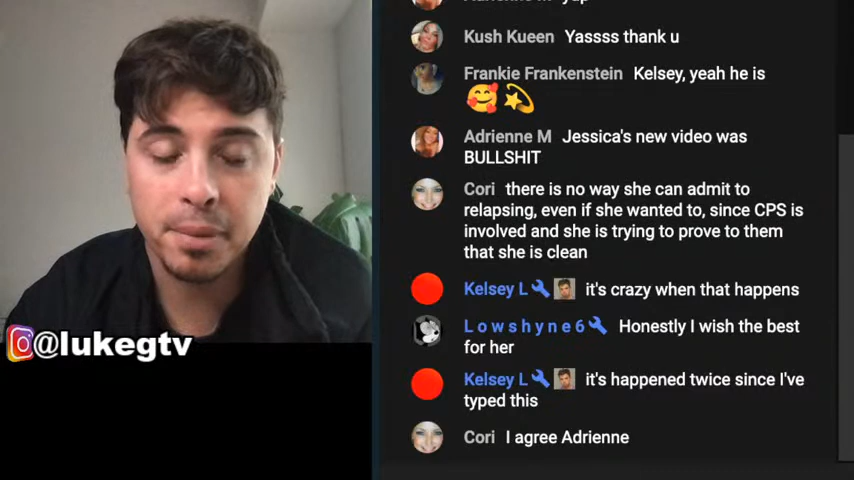 Kush Kueen Yassss thank u
Frankie Frankenstein Kelsey, yeah he is
Adrienne M Jessica's new video was
BULLSHIT
Cori there is no way she can admit to
relapsing, even if she wanted to, since CPS is
involved and she is trying to prove to them
that she is clean
Kelsey L it's crazy when that happens
L o w s h y n e 6 Honestly I wish the best
for her
Kelsey L it's happened twice since I've
typed this
Cori I agree Adrienne
@lukegtv